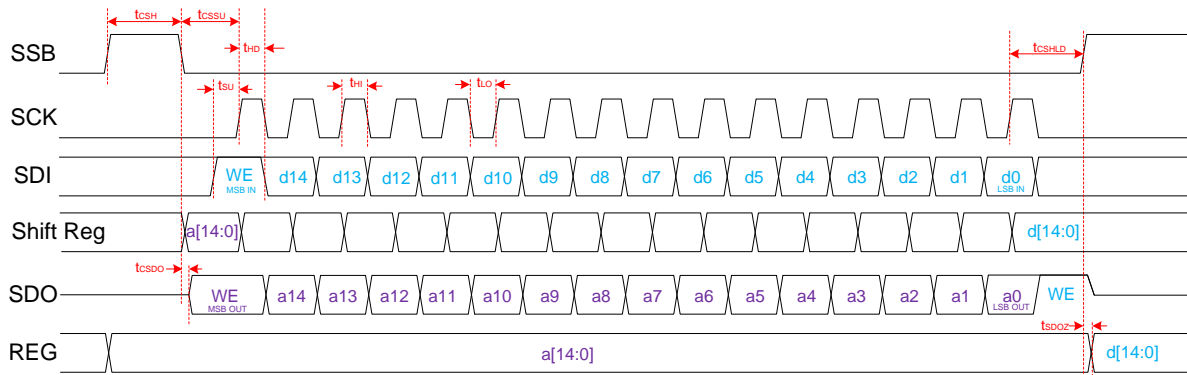 tCSH tCSSU
SSB tHD tCSHLD
tSU tHI tLO
SCK
SDI WE d14 d13 d12 d11 d10 d9 d8 d7 d6 d5 d4 d3 d2 d1 d0
MSB IN LSB IN
Shift Reg a[14:0] d[14:0]
tCSDO
SDO WE a14 a13 a12 a11 a10 a9 a8 a7 a6 a5 a4 a3 a2 a1 a0 WE
MSB OUT LSB OUT
tSDOZ
REG a[14:0] d[14:0]